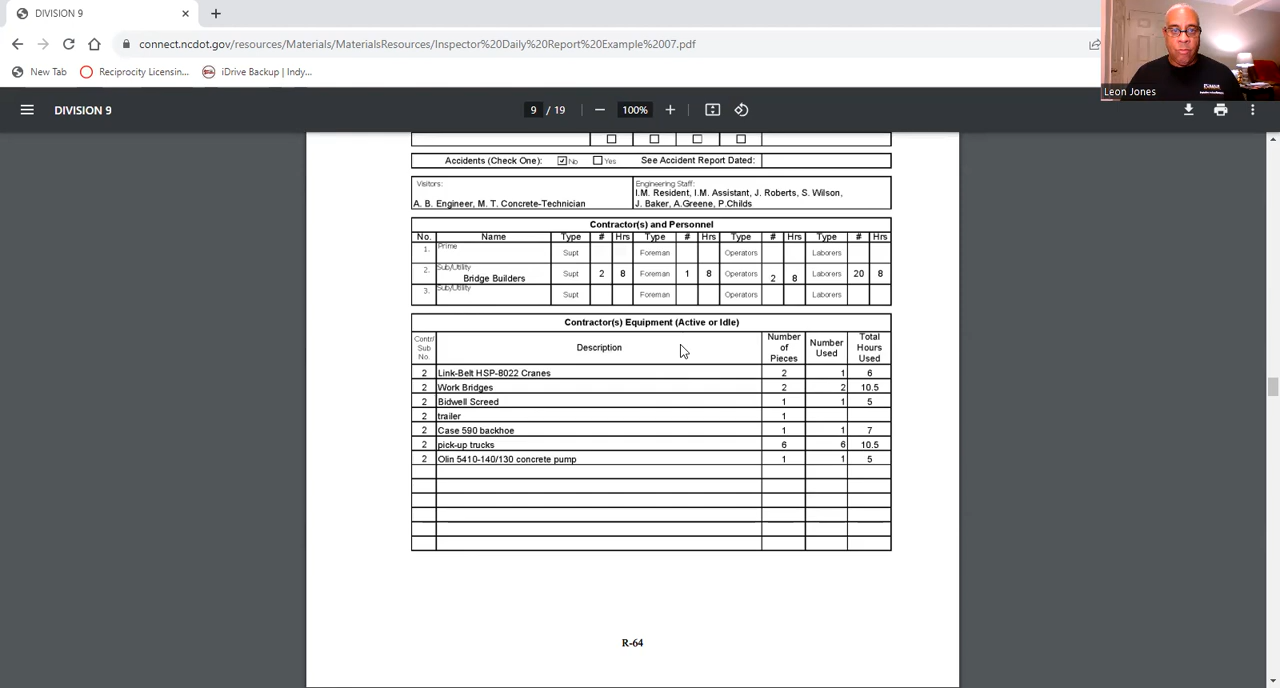 DIVISION 9
connect.ncdot.gov/resources/Materials/MaterialsResources/Inspector%20Daily%20Report%20Example%2007.pdf
New Tab Reciprocity Licensin... iDrive Backup | Indy...
Leon Jones
DIVISION 9 9 / 19 100%
Accidents (Check One): No Yes See Accident Report Dated:
Visitors: Engineering Staff:
I.M. Resident, I.M. Assistant, J. Roberts, S. Wilson,
A. B. Engineer, M. T. Concrete-Technician J. Baker, A.Greene, P.Childs
Contractor(s) and Personnel
No. Name Type # Hrs Type # Hrs Type # Hrs Type # Hrs
1. Prime Supt Foreman Operators Laborers
2. Sub/Utility Bridge Builders Supt 2 8 Foreman 1 8 Operators 2 8 Laborers 20 8
3. Sub/Utility Supt Foreman Operators Laborers
Contractor(s) Equipment (Active or Idle)
Contr/ Sub No. Description Number of Pieces Number Used Total Hours Used
2 Link-Belt HSP-8022 Cranes 2 1 6
2 Work Bridges 2 2 10.5
2 Bidwell Screed 1 1 5
2 trailer 1
2 Case 590 backhoe 1 1 7
2 pick-up trucks 6 6 10.5
2 Olin 5410-140/130 concrete pump 1 1 5
R-64